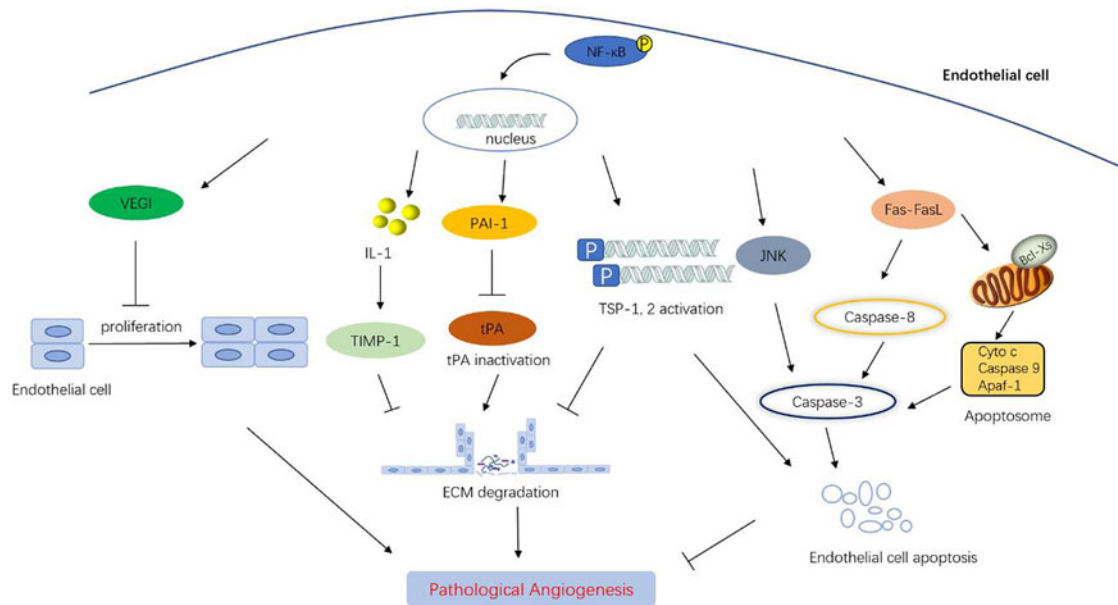 NF-κB
P
Endothelial cell
nucleus
VEGI
PAI-1
Fas-FasL
IL-1
P
P
JNK
Bcl-Xs
TSP-1, 2 activation
proliferation
TIMP-1
tPA
Caspase-8
tPA inactivation
Endothelial cell
Cyto c
Caspase 9
Apaf-1
Caspase-3
Apoptosome
ECM degradation
Endothelial cell apoptosis
Pathological Angiogenesis